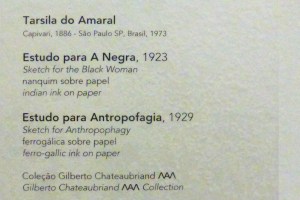 Tarsila do Amaral
Capivari, 1886 - São Paulo SP, Brasil, 1973
Estudo para A Negra, 1923
Sketch for the Black Woman
nanquim sobre papel
indian ink on paper
Estudo para Antropofagia, 1929
Sketch for Anthropophagy
ferrogálica sobre papel
ferro-gallic ink on paper
Coleção Gilberto Chateaubriand MAM
Gilberto Chateaubriand MAM Collection